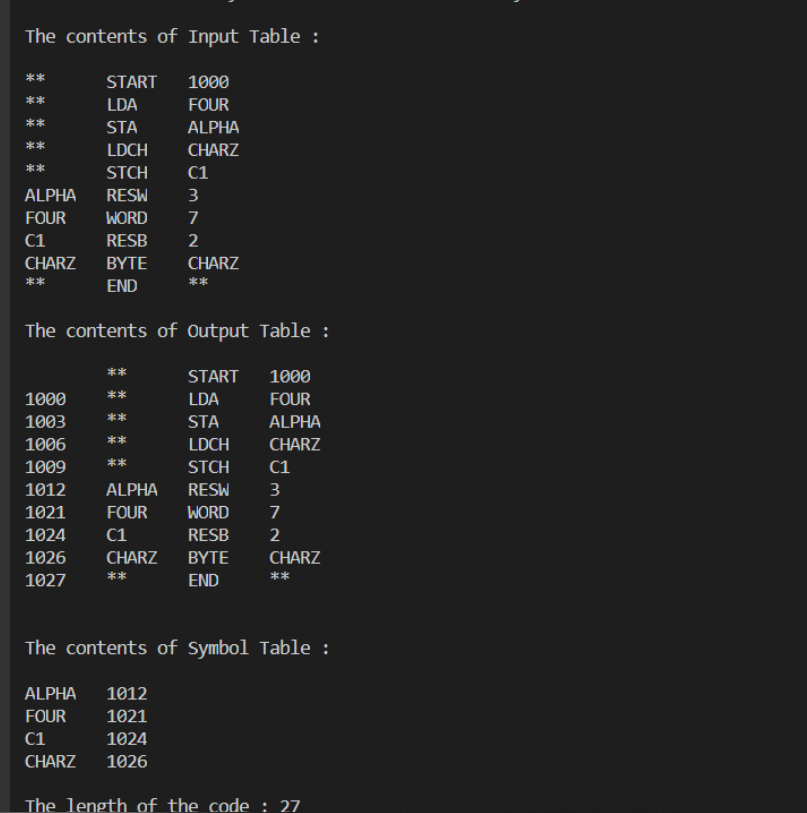 The contents of Input Table :
** START 1000
** LDA FOUR
** STA ALPHA
** LDCH CHARZ
** STCH C1
ALPHA RESW 3
FOUR WORD 7
C1 RESB 2
CHARZ BYTE CHARZ
** END **
The contents of Output Table :
** START 1000
1000 ** LDA FOUR
1003 ** STA ALPHA
1006 ** LDCH CHARZ
1009 ** STCH C1
1012 ALPHA RESW 3
1021 FOUR WORD 7
1024 C1 RESB 2
1026 CHARZ BYTE CHARZ
1027 ** END **
The contents of Symbol Table :
ALPHA 1012
FOUR 1021
C1 1024
CHARZ 1026
The length of the code : 27